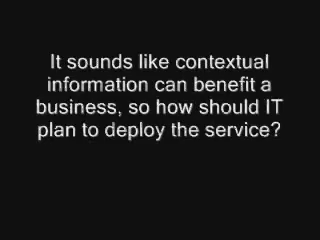 It sounds like contextual
information can benefit a
business, so how should IT
plan to deploy the service?